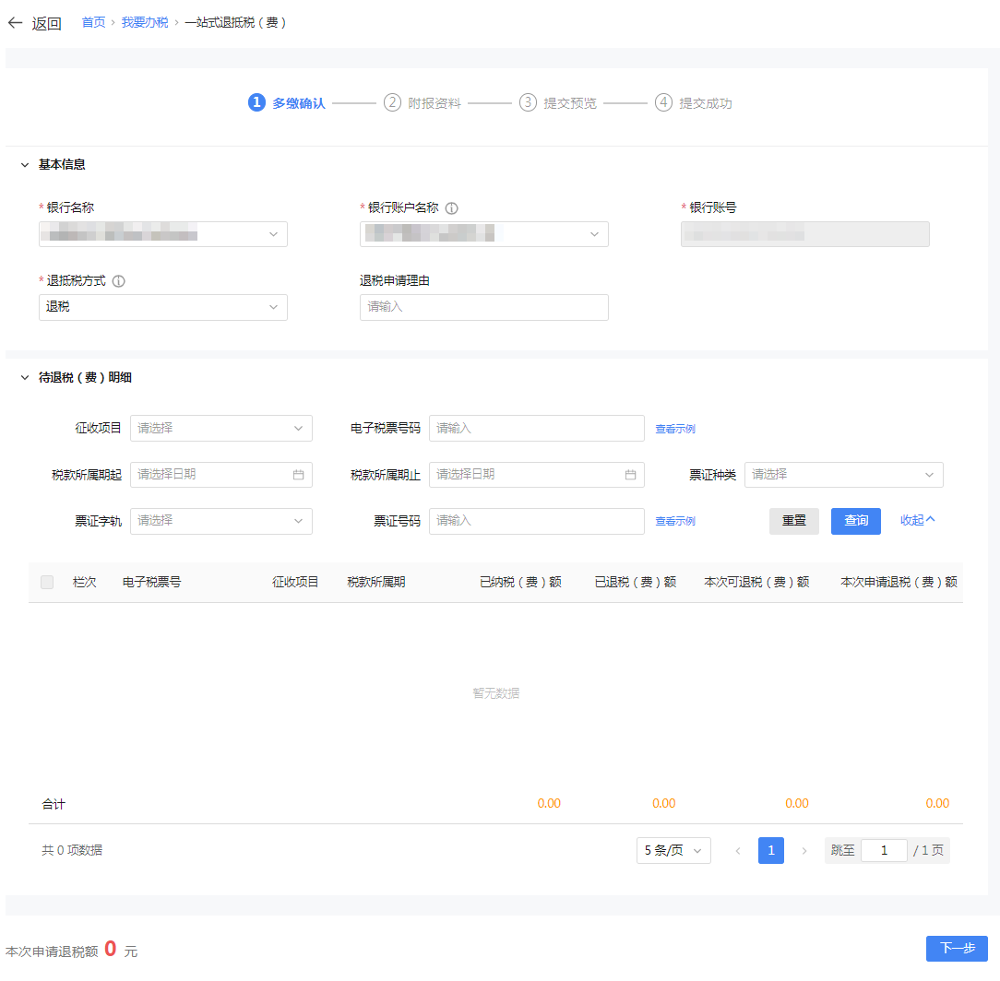 返回 首页 › 我要办税 › 一站式退抵税（费）
1 多缴确认 2 附报资料 3 提交预览 4 提交成功
基本信息
* 银行名称 * 银行账户名称 * 银行账号
* 退抵税方式 退税申请理由
退税 请输入
待退税（费）明细
征收项目 请选择 电子税票号码 请输入 查看示例
税款所属期起 请选择日期 税款所属期止 请选择日期 票证种类 请选择
票证字轨 请选择 票证号码 请输入 查看示例 重置 查询 收起
栏次 电子税票号 征收项目 税款所属期 已纳税（费）额 已退税（费）额 本次可退税（费）额 本次申请退税（费）额
暂无数据
合计 0.00 0.00 0.00 0.00
共 0 项数据 5 条/页 1 跳至 1 / 1 页
本次申请退税额 0 元 下一步